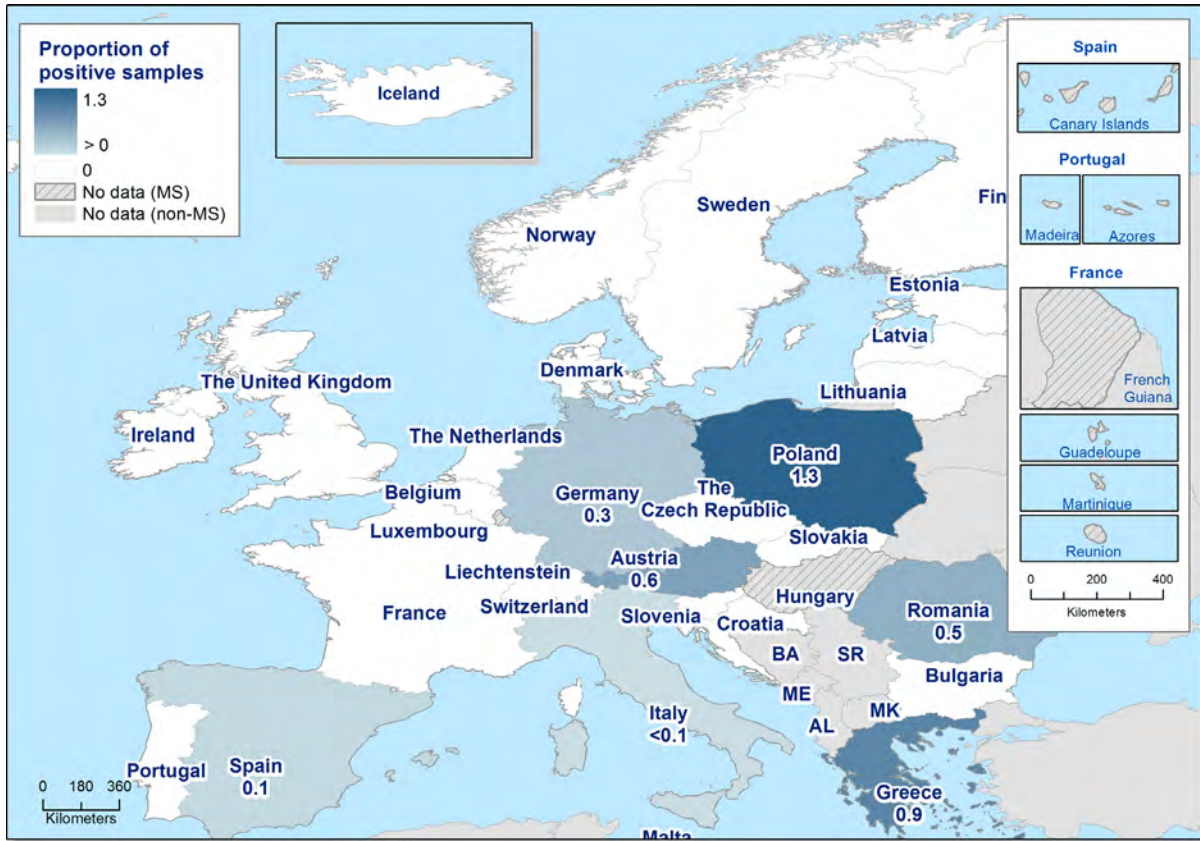 Proportion of
positive samples
1.3
> 0
0
No data (MS)
No data (non-MS)
Iceland
Spain
Canary Islands
Portugal
Madeira
Azores
France
French
Guiana
Guadeloupe
Martinique
Reunion
0 200 400
Kilometers
Norway
Sweden
Fin
Estonia
Latvia
Lithuania
Denmark
The United Kingdom
Ireland
The Netherlands
Belgium
Luxembourg
Germany
0.3
Poland
1.3
The
Czech Republic
Slovakia
Austria
0.6
Liechtenstein
Switzerland
France
Slovenia
Croatia
Hungary
Romania
0.5
BA
SR
Bulgaria
ME
MK
AL
Italy
<0.1
Portugal
Spain
0.1
Greece
0.9
Malta
0 180 360
Kilometers